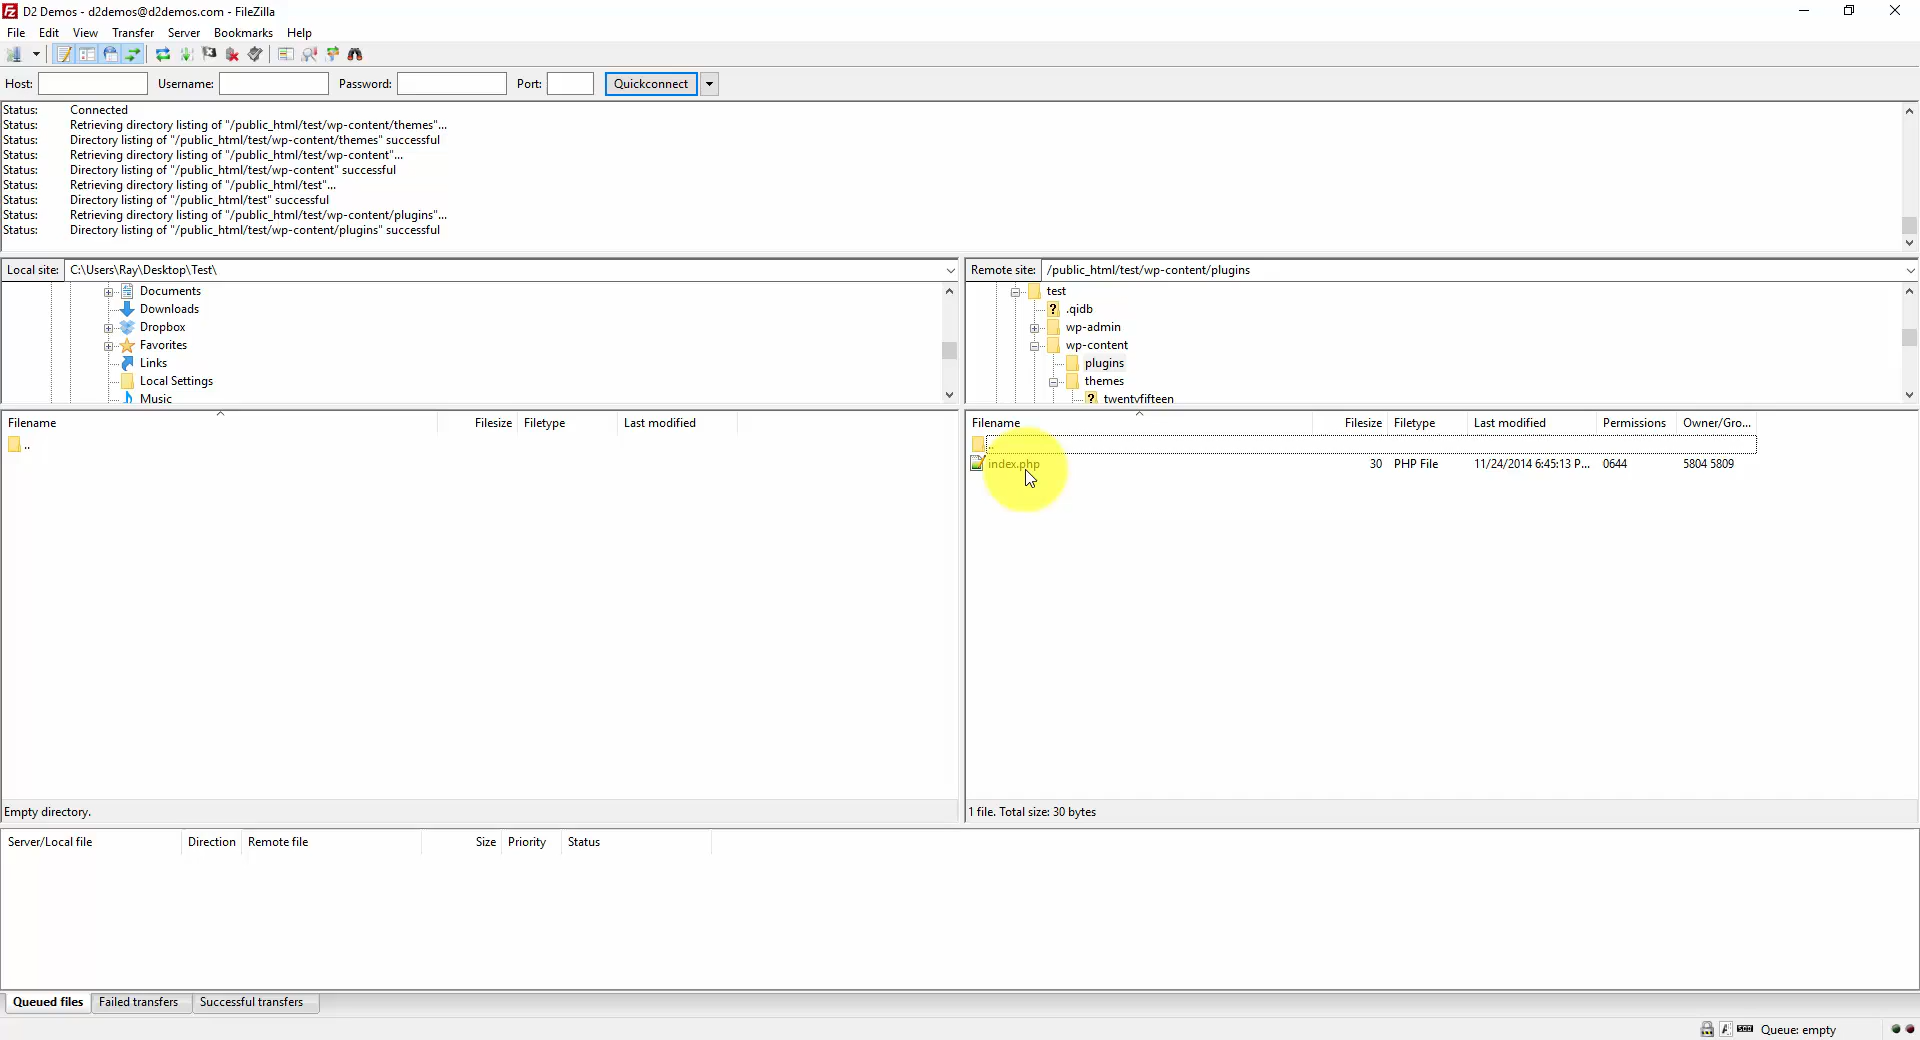 D2 Demos - d2demos@d2demos.com - FileZilla
File Edit View Transfer Server Bookmarks Help
Host: Username: Password: Port: Quickconnect
Status: Connected
Status: Retrieving directory listing of "/public_html/test/wp-content/themes"...
Status: Directory listing of "/public_html/test/wp-content/themes" successful
Status: Retrieving directory listing of "/public_html/test/wp-content"...
Status: Directory listing of "/public_html/test/wp-content" successful
Status: Retrieving directory listing of "/public_html/test"...
Status: Directory listing of "/public_html/test" successful
Status: Retrieving directory listing of "/public_html/test/wp-content/plugins"...
Status: Directory listing of "/public_html/test/wp-content/plugins" successful
Local site: C:\Users\Ray\Desktop\Test\
Documents
Downloads
Dropbox
Favorites
Links
Local Settings
Music
Filename Filesize Filetype Last modified
..
Empty directory.
Remote site: /public_html/test/wp-content/plugins
test
.qidb
wp-admin
wp-content
plugins
themes
twentyfifteen
Filename Filesize Filetype Last modified Permissions Owner/Gro...
..
index.php 30 PHP File 11/24/2014 6:45:13 P... 0644 5804 5809
1 file. Total size: 30 bytes
Server/Local file Direction Remote file Size Priority Status
Queued files Failed transfers Successful transfers
Queue: empty